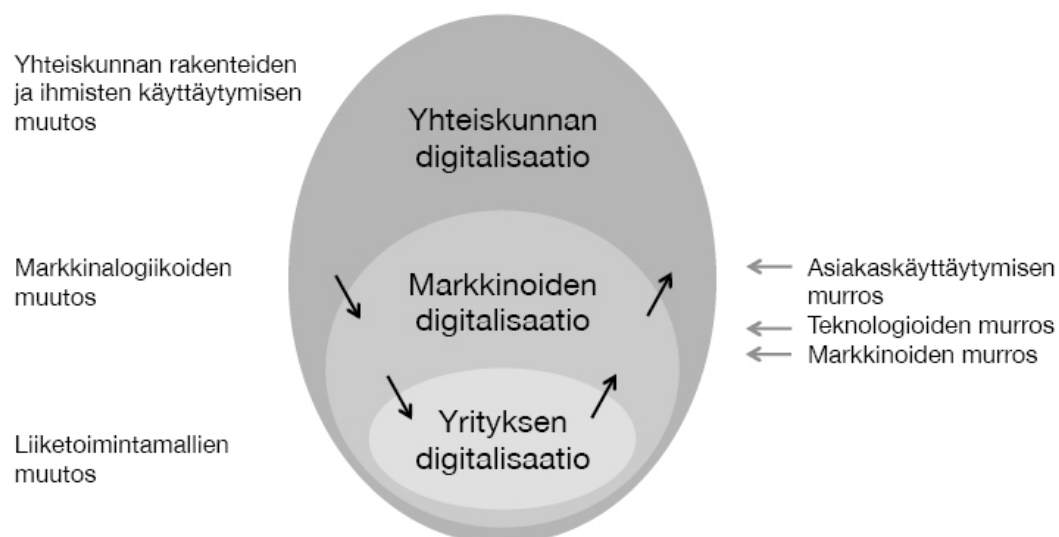 Yhteiskunnan rakenteiden
ja ihmisten käyttäytymisen
muutos
Yhteiskunnan
digitalisaatio
Markkinalogiikoiden
muutos
Markkinoiden
digitalisaatio
Asiakaskäyttäytymisen
murros
Teknologioiden murros
Markkinoiden murros
Liiketoimintamallien
muutos
Yrityksen
digitalisaatio